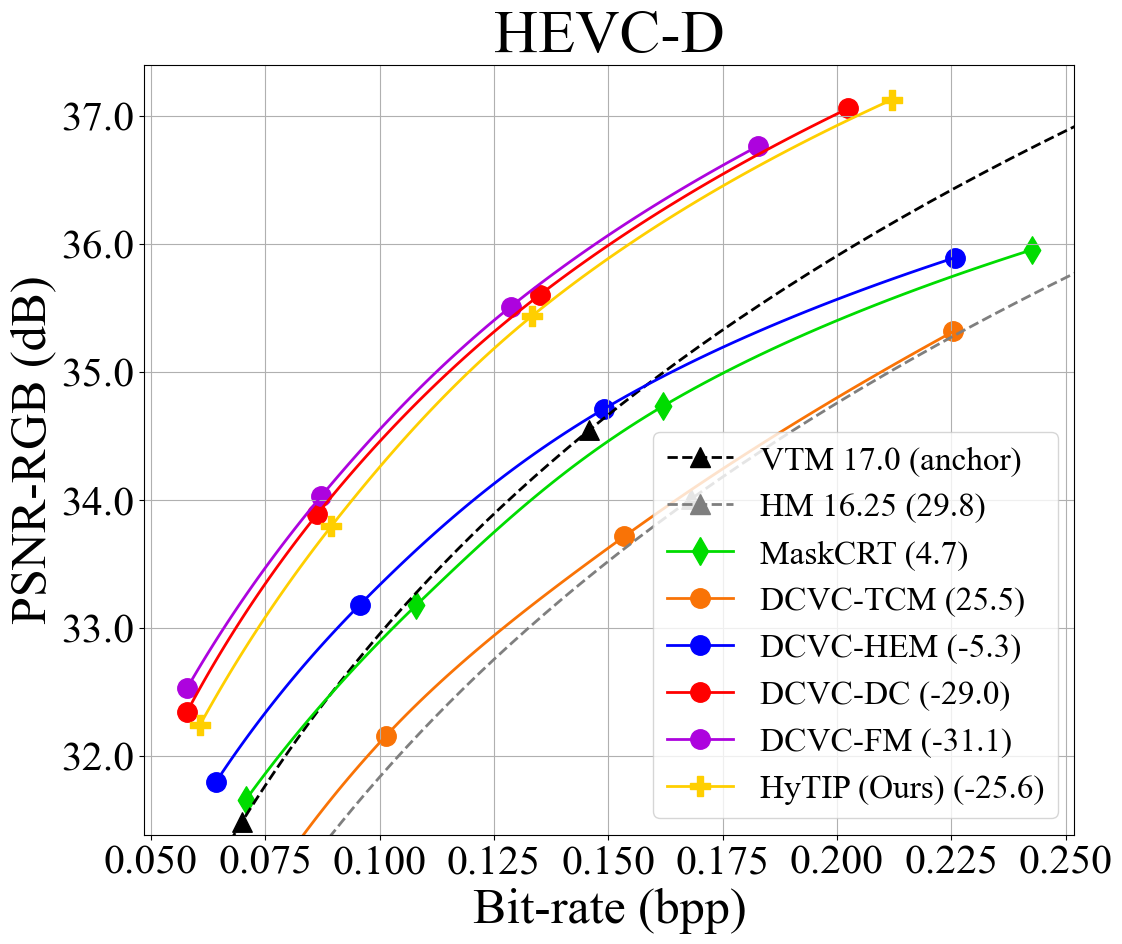 HEVC-D
PSNR-RGB (dB)
37.0
36.0
35.0
34.0
33.0
32.0
VTM 17.0 (anchor)
HM 16.25 (29.8)
MaskCRT (4.7)
DCVC-TCM (25.5)
DCVC-HEM (-5.3)
DCVC-DC (-29.0)
DCVC-FM (-31.1)
HyTIP (Ours) (-25.6)
0.050 0.075 0.100 0.125 0.150 0.175 0.200 0.225 0.250
Bit-rate (bpp)